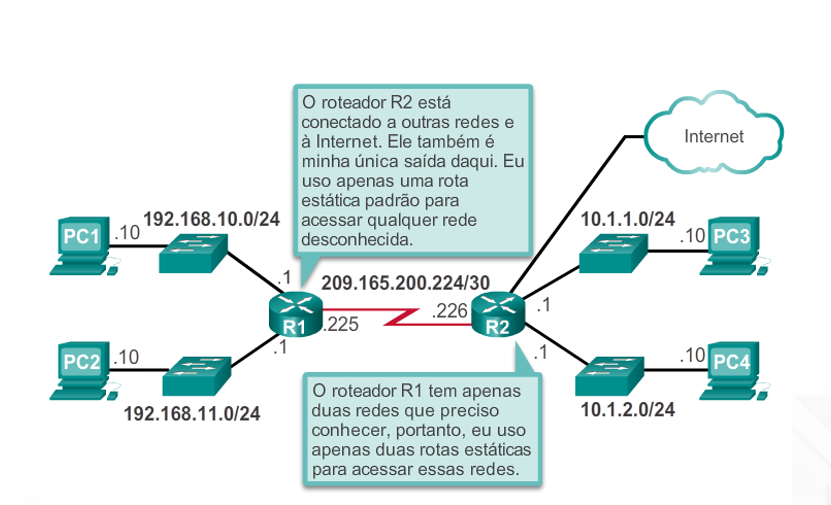 O roteador R2 está
conectado a outras redes e
à Internet. Ele também é
minha única saída daqui. Eu
uso apenas uma rota
estática padrão para
acessar qualquer rede
desconhecida.
Internet
192.168.10.0/24
10.1.1.0/24
PC1
.10
.10
PC3
.1
209.165.200.224/30
.1
R1
.225
.226
R2
.1
.1
PC2
.10
.10
PC4
192.168.11.0/24
10.1.2.0/24
O roteador R1 tem apenas
duas redes que preciso
conhecer, portanto, eu uso
apenas duas rotas estáticas
para acessar essas redes.